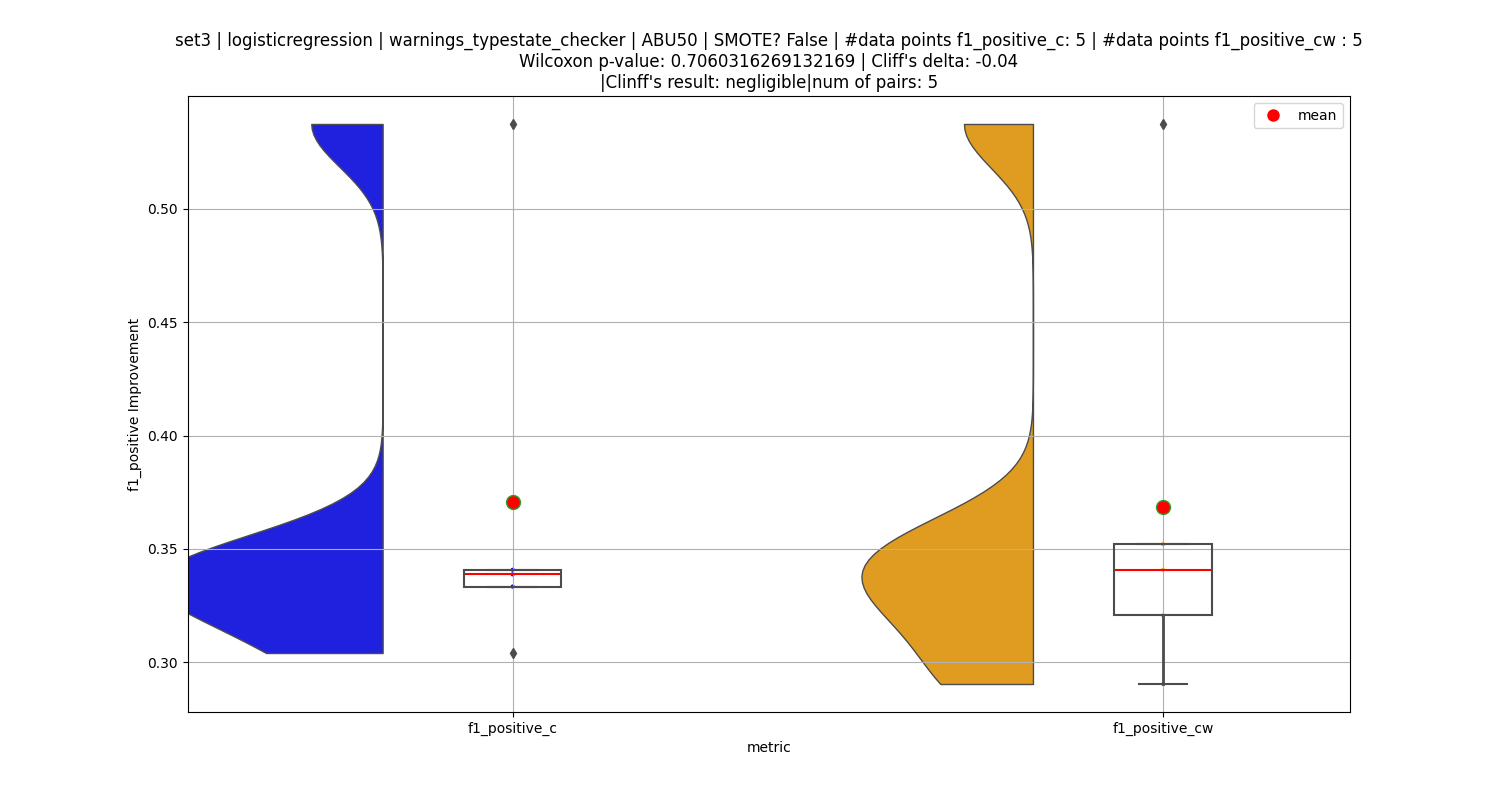 set3 | logisticregression | warnings_typestate_checker | ABU50 | SMOTE? False | #data points f1_positive_c: 5 | #data points f1_positive_cw : 5
Wilcoxon p-value: 0.7060316269132169 | Cliff's delta: -0.04
|Clinff's result: negligible|num of pairs: 5
mean
f1_positive Improvement
0.50
0.45
0.40
0.35
0.30
f1_positive_c
f1_positive_cw
metric